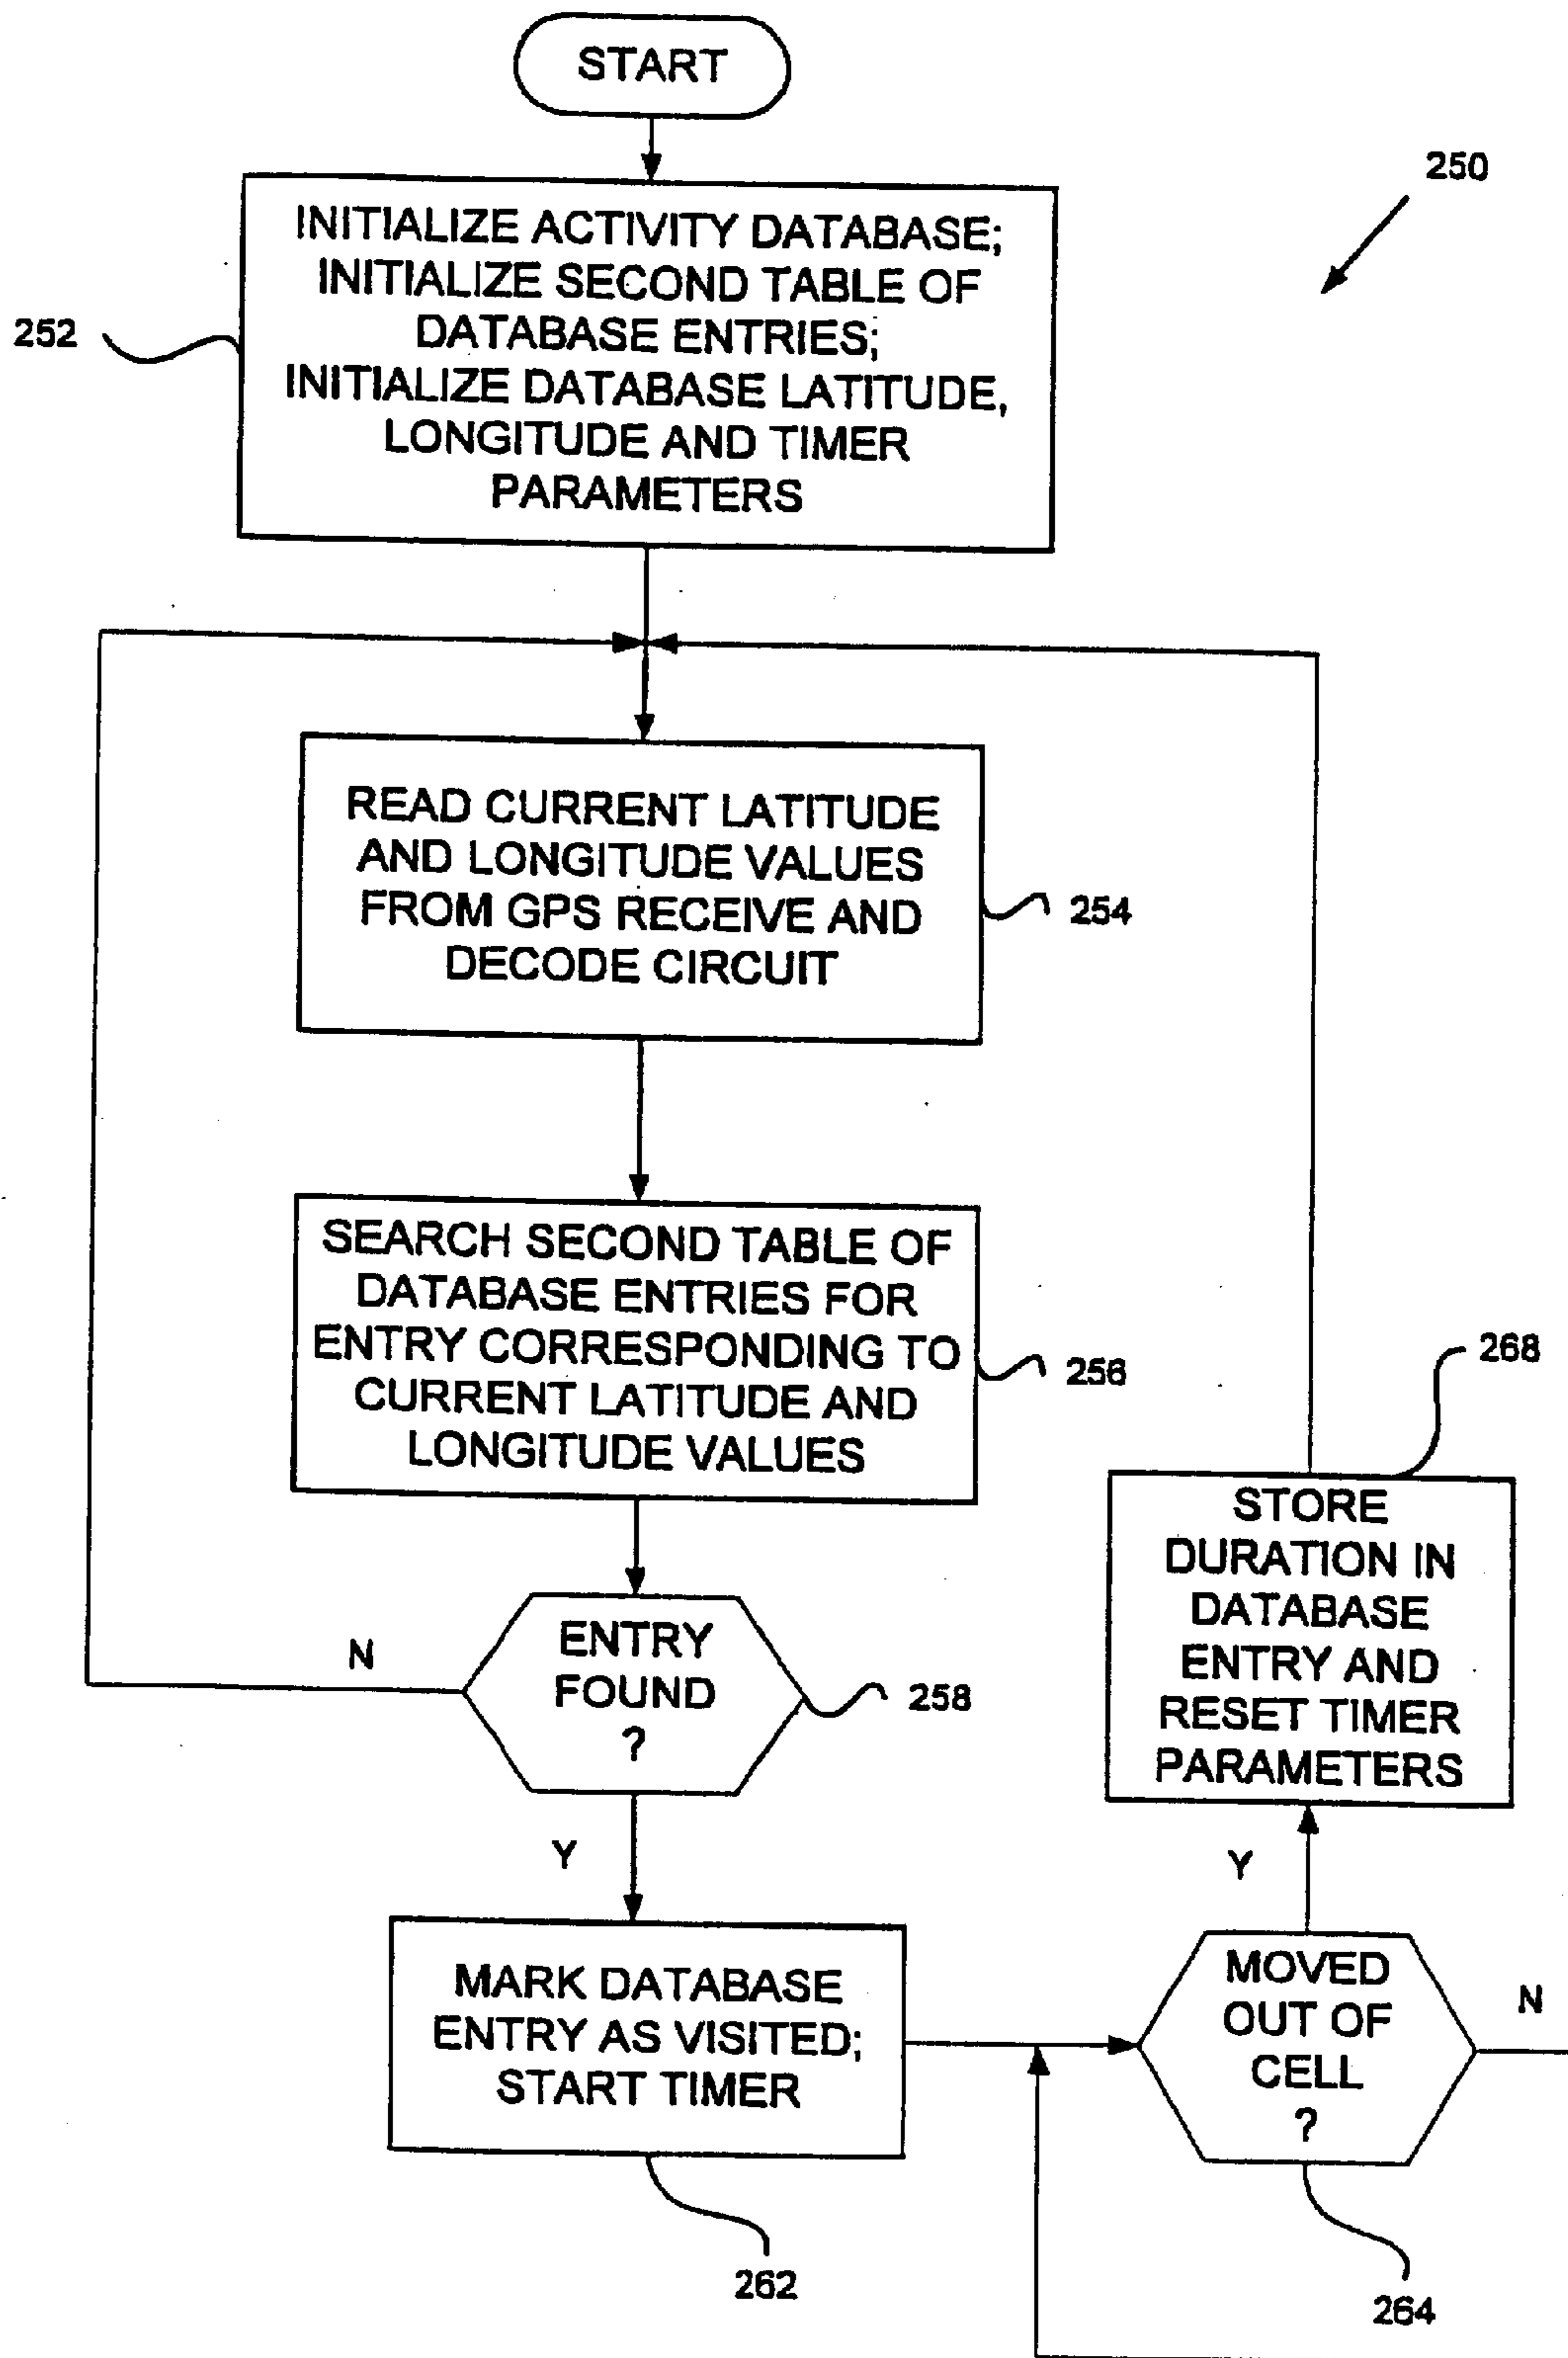 START
250
INITIALIZE ACTIVITY DATABASE;
INITIALIZE SECOND TABLE OF
DATABASE ENTRIES;
INITIALIZE DATABASE LATITUDE,
LONGITUDE AND TIMER
PARAMETERS
252
READ CURRENT LATITUDE
AND LONGITUDE VALUES
FROM GPS RECEIVE AND
DECODE CIRCUIT
254
SEARCH SECOND TABLE OF
DATABASE ENTRIES FOR
ENTRY CORRESPONDING TO
CURRENT LATITUDE AND
LONGITUDE VALUES
256
ENTRY
FOUND
?
258
N
Y
MARK DATABASE
ENTRY AS VISITED;
START TIMER
262
MOVED
OUT OF
CELL
?
264
N
Y
STORE
DURATION IN
DATABASE
ENTRY AND
RESET TIMER
PARAMETERS
268